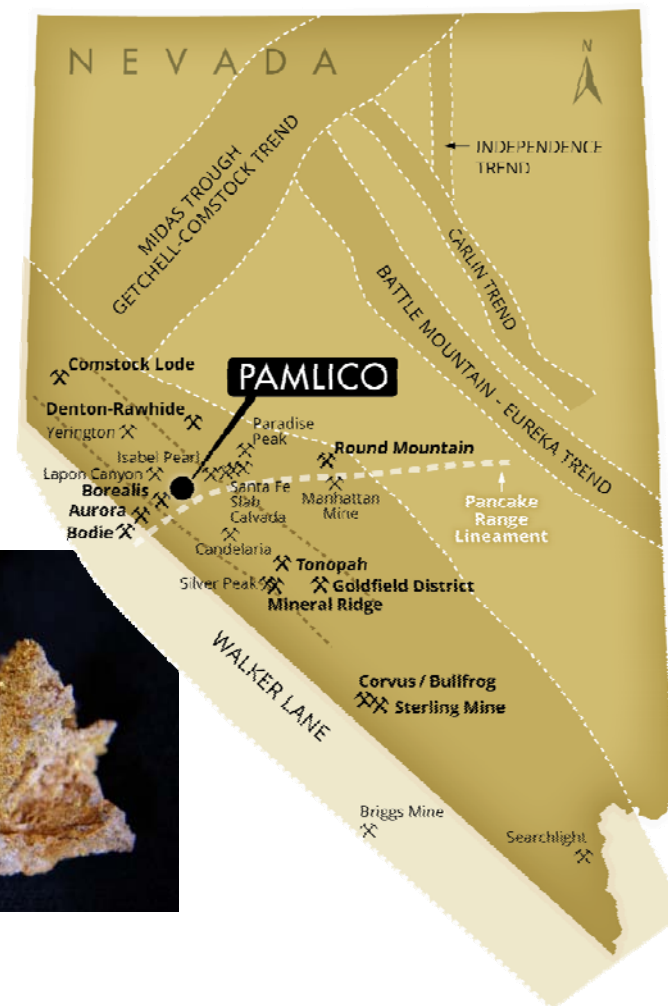 NEVADA
N
INDEPENDENCE
TREND
MIDAS TROUGH
GETCHELL-COMSTOCK TREND
CARLIN TREND
BATTLE MOUNTAIN - EUREKA TREND
Comstock Lode
PAMLICO
Denton-Rawhide
Yerington
Paradise
Peak
Isabel Pearl
Round Mountain
Lapon Canyon
Borealis
Santa Fe
Slab
Calvada
Manhattan
Mine
Pancake
Range
Lineament
Aurora
Bodie
Candelaria
Tonopah
Silver Peak
Goldfield District
Mineral Ridge
WALKER LANE
Corvus / Bullfrog
Sterling Mine
Briggs Mine
Searchlight